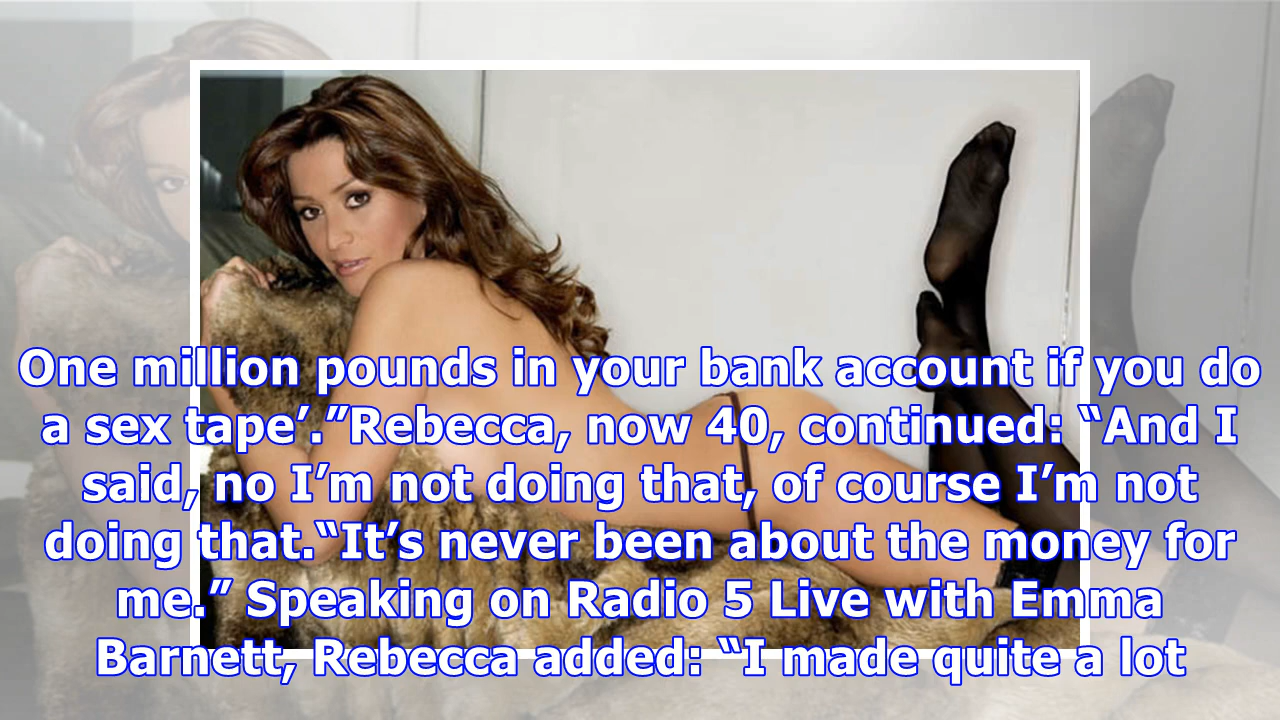 One million pounds in your bank account if you do
a sex tape’.”Rebecca, now 40, continued: “And I
said, no I’m not doing that, of course I’m not
doing that.“It’s never been about the money for
me.” Speaking on Radio 5 Live with Emma
Barnett, Rebecca added: “I made quite a lot